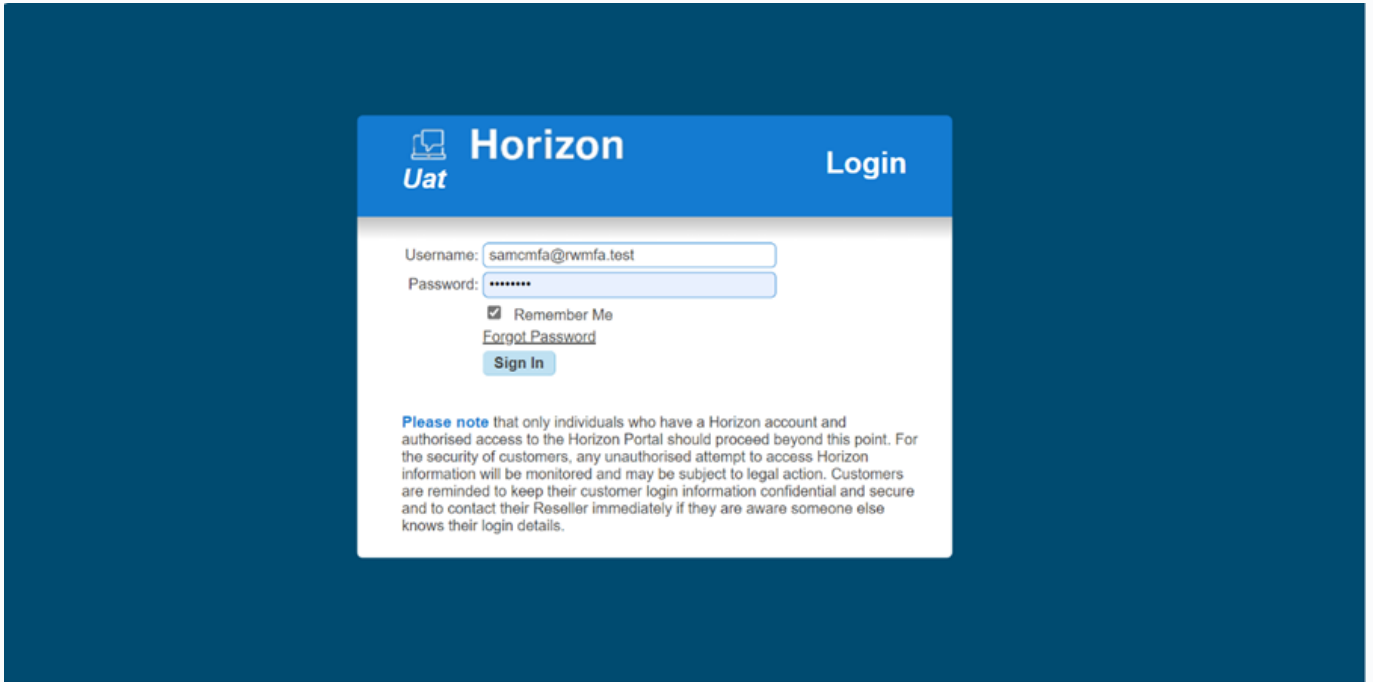 Horizon
Uat
Login
Username: samcmfa@rwmfa.test
Password: ••••••••
Remember Me
Forgot Password
Sign In
Please note that only individuals who have a Horizon account and
authorised access to the Horizon Portal should proceed beyond this point. For
the security of customers, any unauthorised attempt to access Horizon
information will be monitored and may be subject to legal action. Customers
are reminded to keep their customer login information confidential and secure
and to contact their Reseller immediately if they are aware someone else
knows their login details.